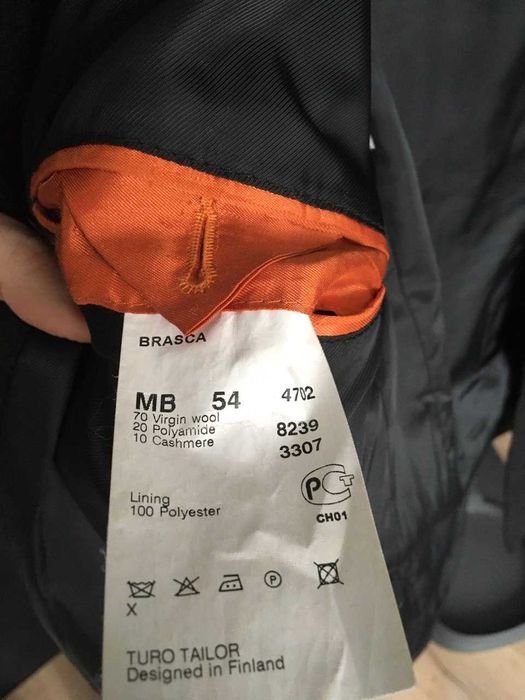 BRASCA
MB 54 4702
70 Virgin wool
20 Polyamide 8239
10 Cashmere 3307
Lining
100 Polyester
PCT
CH01
P
X
TURO TAILOR
Designed in Finland